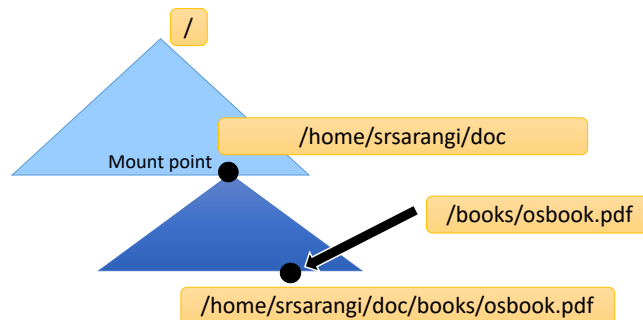 /
/home/srsarangi/doc
Mount point
/books/osbook.pdf
/home/srsarangi/doc/books/osbook.pdf